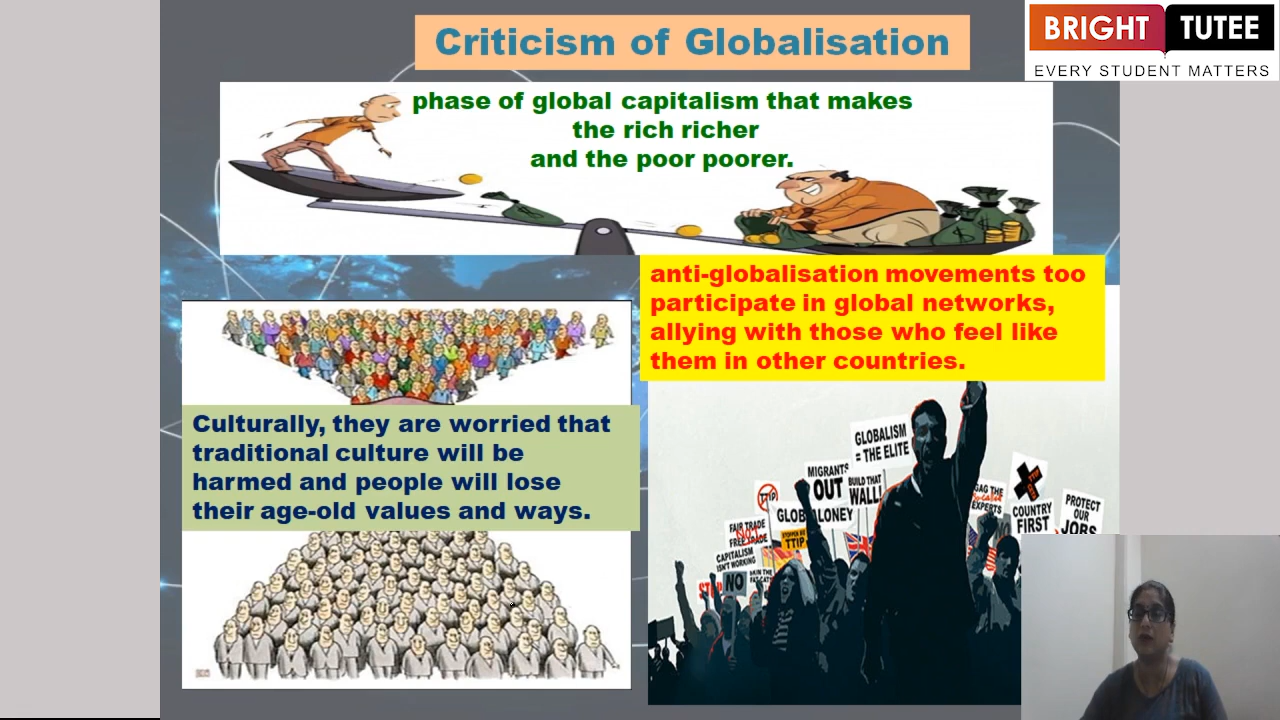 Criticism of Globalisation
BRIGHT TUTEE
EVERY STUDENT MATTERS
phase of global capitalism that makes
the rich richer
and the poor poorer.
anti-globalisation movements too
participate in global networks,
allying with those who feel like
them in other countries.
Culturally, they are worried that
traditional culture will be
harmed and people will lose
their age-old values and ways.
GLOBALISM
= THE ELITE
MIGRANTS
OUT
BUILD THAT
WALL!
TTIP
GLOBALONEY
FAIR TRADE
NOT
FREE TRADE
TTIP
CAPITALISM
ISN'T WORKING
NO
EXPERTS
COUNTRY
FIRST
PROTECT
OUR
JOBS